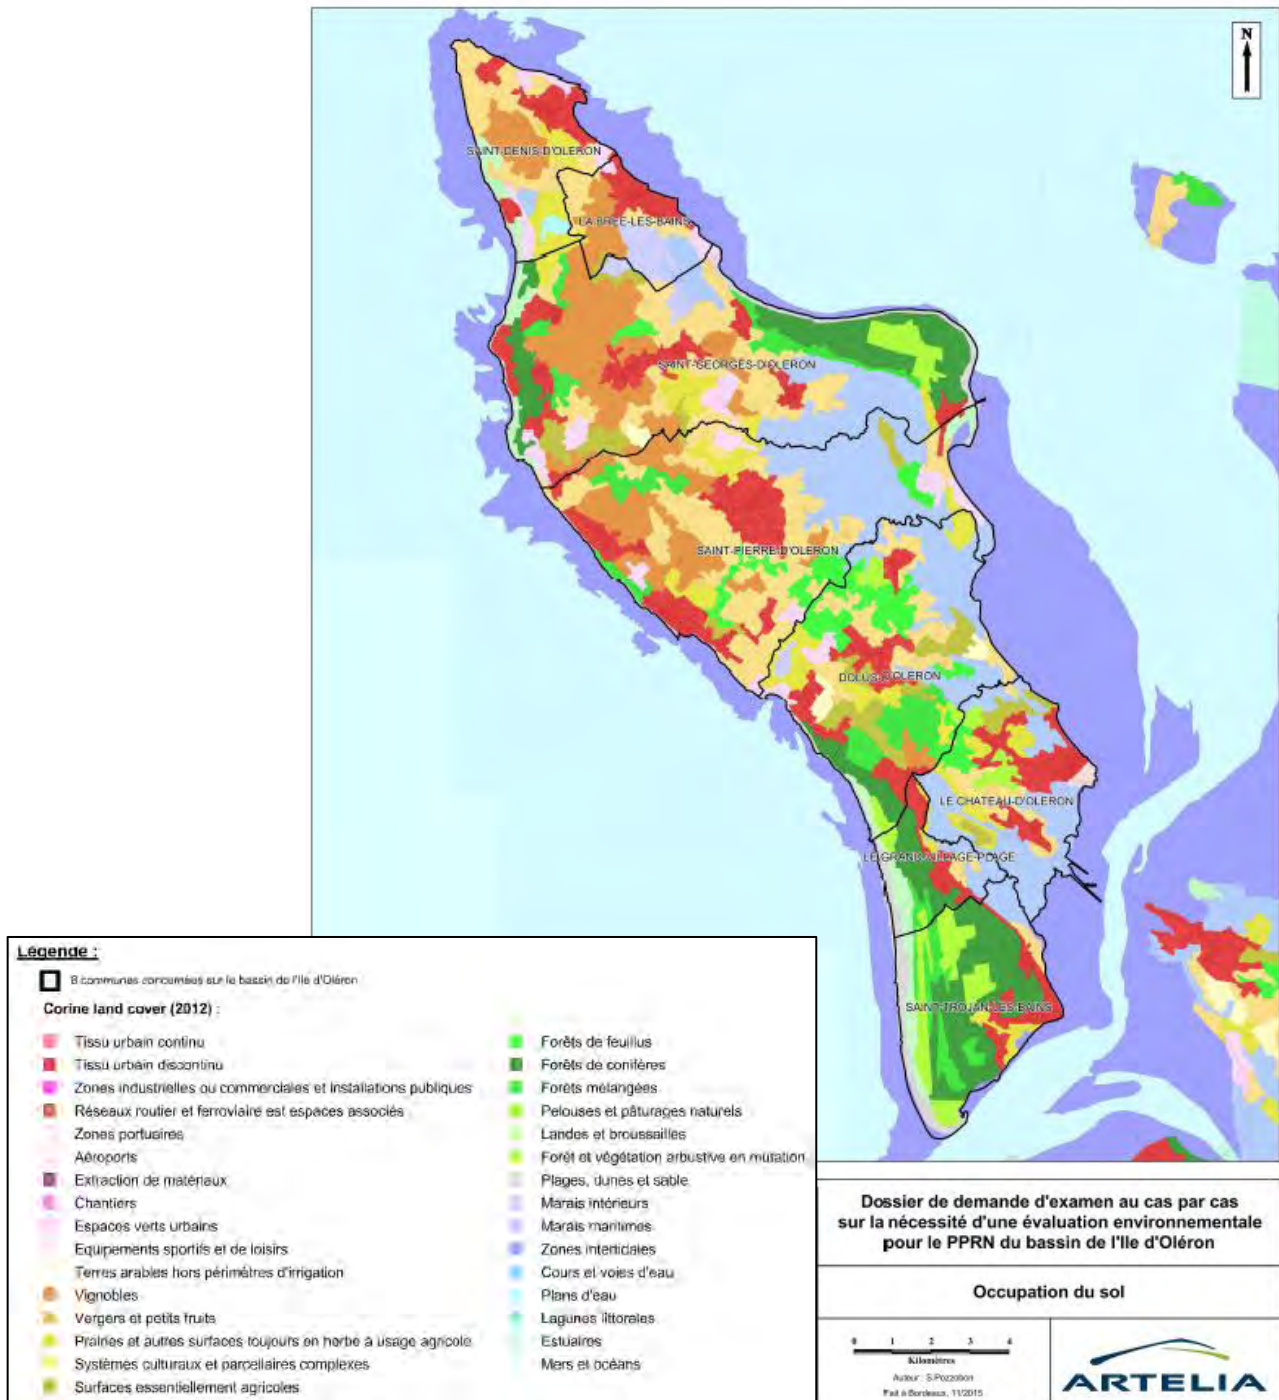 N
SAINT-DENIS-D'OLERON
LA BREE-LES-BAINS
SAINT-GEORGES-D'OLERON
SAINT-PIERRE-D'OLERON
DOLUS-D'OLERON
LE CHATEAU-D'OLERON
LE GRAND-VILLAGE-PLAGE
SAINT-TROJAN-LES-BAINS
Légende :
8 communes concernées sur le bassin de l'Ile d'Oléron
Corine land cover (2012) :
Tissu urbain continu
Tissu urbain discontinu
Zones industrielles ou commerciales et installations publiques
Réseaux routier et ferroviaire est espaces associés
Zones portuaires
Aéroports
Extraction de matériaux
Chantiers
Espaces verts urbains
Equipements sportifs et de loisirs
Terres arables hors périmètres d'irrigation
Vignobles
Vergers et petits fruits
Prairies et autres surfaces toujours en herbe à usage agricole
Systèmes culturaux et parcellaires complexes
Surfaces essentiellement agricoles
Forêts de feuillus
Forêts de conifères
Forêts mélangées
Pelouses et pâturages naturels
Landes et broussailles
Forêt et végétation arbustive en mutation
Plages, dunes et sable
Marais intérieurs
Marais maritimes
Zones intertidales
Cours et voies d'eau
Plans d'eau
Lagunes littorales
Estuaires
Mers et océans
Dossier de demande d'examen au cas par cas
sur la nécessité d'une évaluation environnementale
pour le PPRN du bassin de l'Ile d'Oléron
Occupation du sol
0 1 2 3 4
Kilomètres
Auteur : S.Pozzobon
Fait à Bordeaux, 11/2015
ARTELIA